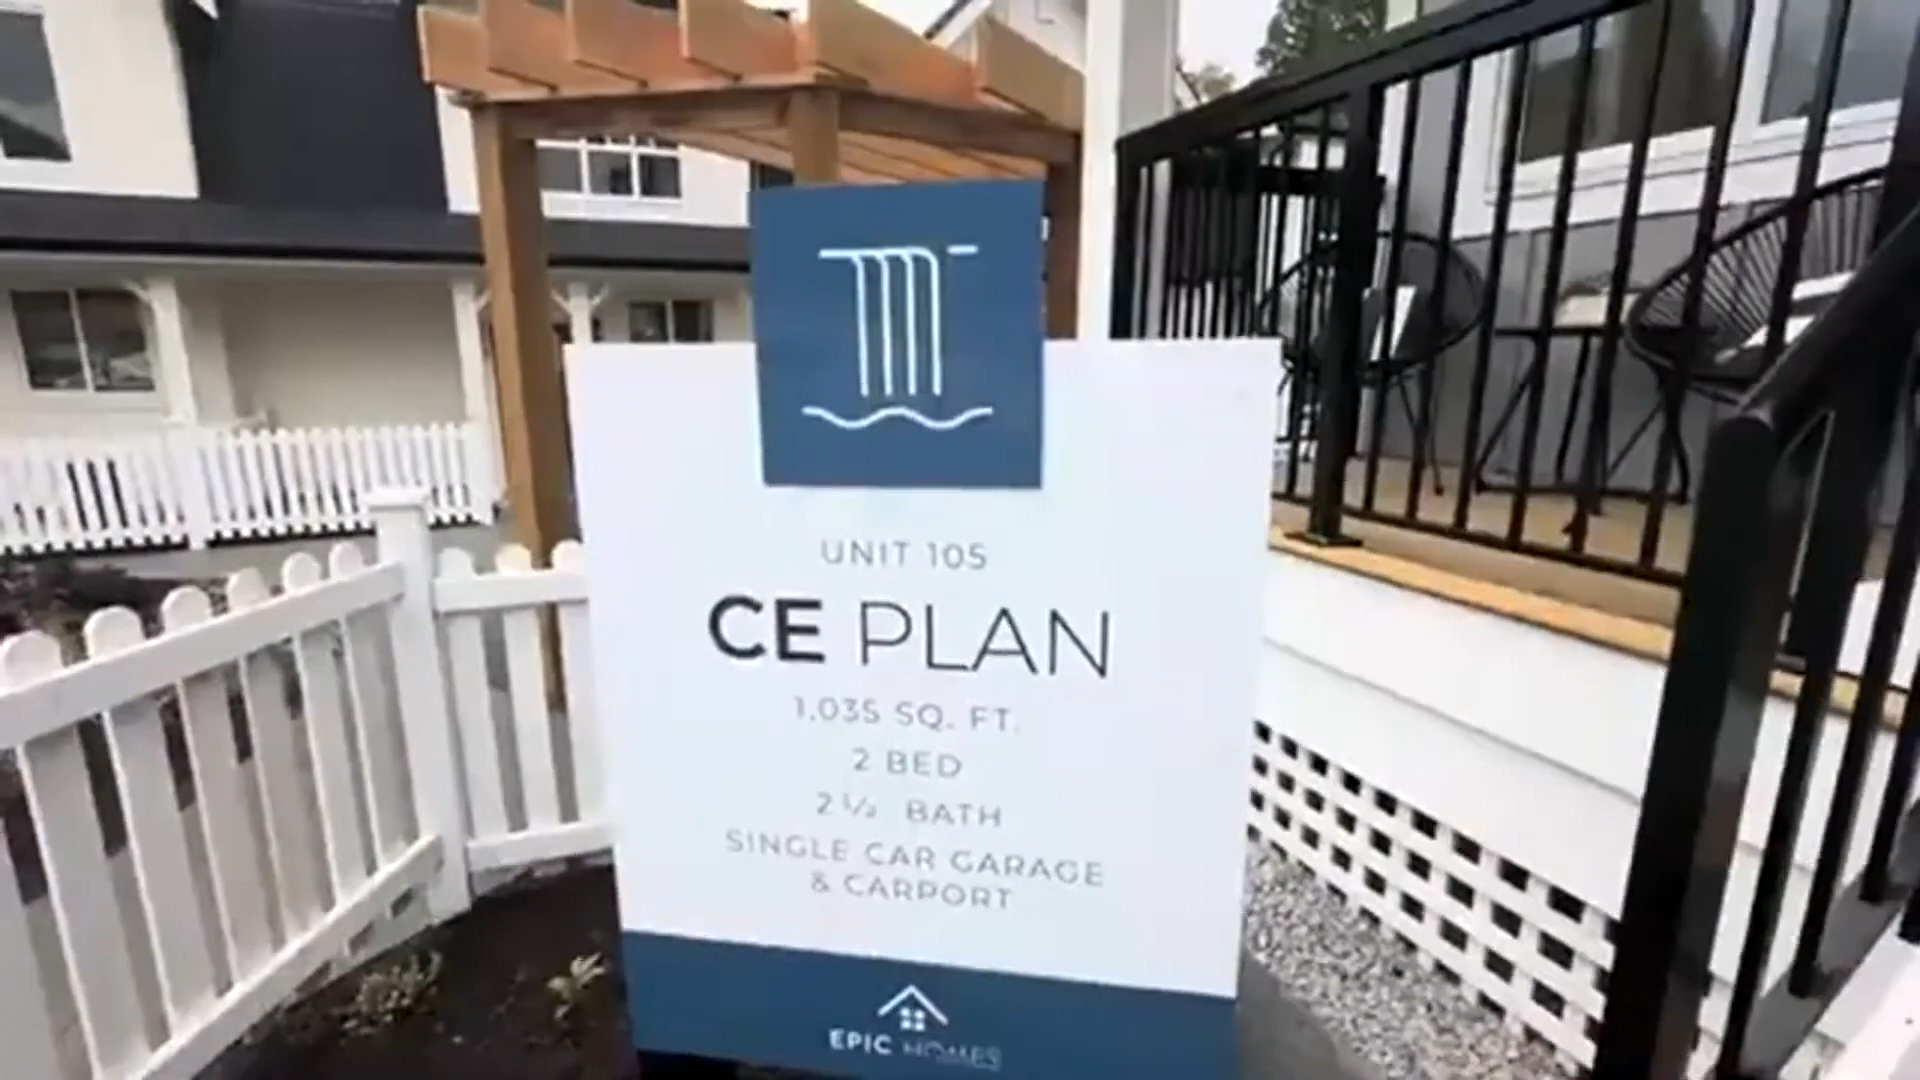 UNIT 105
CE PLAN
1,035 SQ. FT.
2 BED
2 ½ BATH
SINGLE CAR GARAGE
& CARPORT
EPIC HOMES